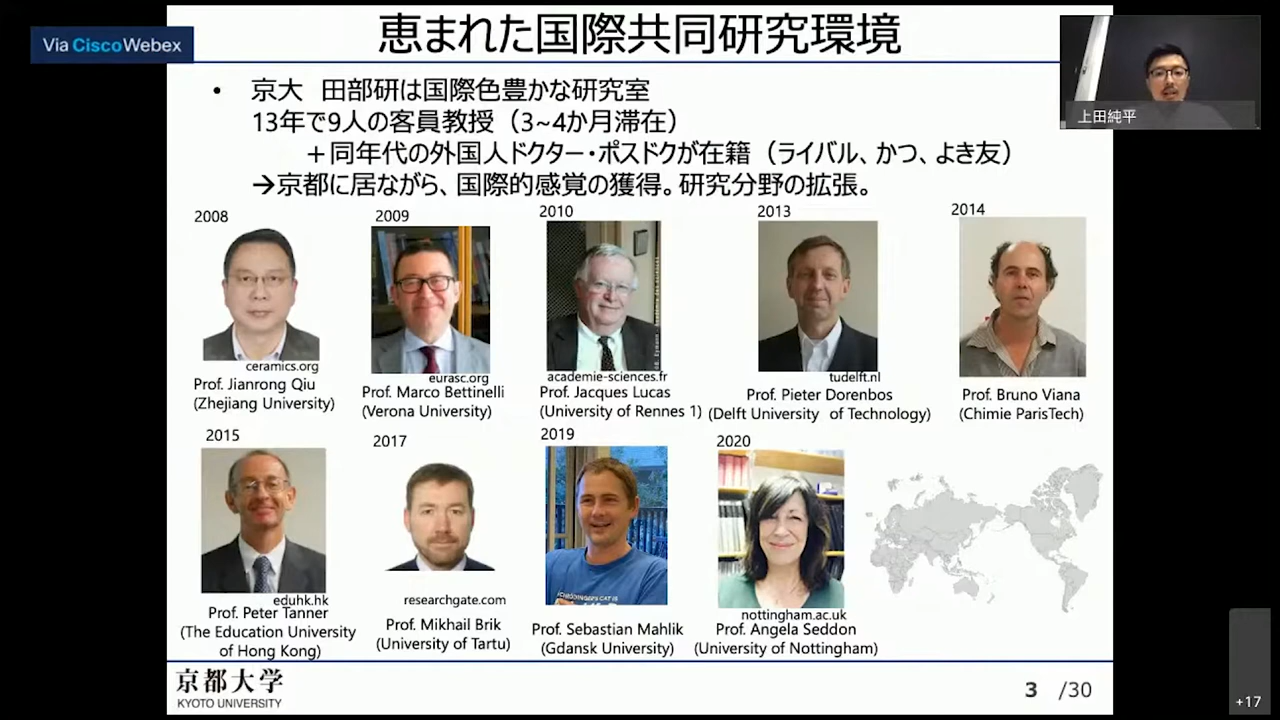 Via CiscoWebex
恵まれた国際共同研究環境
上田純平
• 京大 田部研は国際色豊かな研究室
13年で9人の客員教授（3~4か月滞在）
＋同年代の外国人ドクター・ポスドクが在籍（ライバル、かつ、よき友）
→京都に居ながら、国際的感覚の獲得。研究分野の拡張。
2008
ceramics.org
Prof. Jianrong Qiu
(Zhejiang University)
2009
eurasc.org
Prof. Marco Bettinelli
(Verona University)
2010
academie-sciences.fr
Prof. Jacques Lucas
(University of Rennes 1)
2013
tudelft.nl
Prof. Pieter Dorenbos
(Delft University of Technology)
2014
Prof. Bruno Viana
(Chimie ParisTech)
2015
eduhk.hk
Prof. Peter Tanner
(The Education University
of Hong Kong)
2017
researchgate.com
Prof. Mikhail Brik
(University of Tartu)
2019
Prof. Sebastian Mahlik
(Gdansk University)
2020
nottingham.ac.uk
Prof. Angela Seddon
(University of Nottingham)
京都大学
KYOTO UNIVERSITY
3 /30
+17